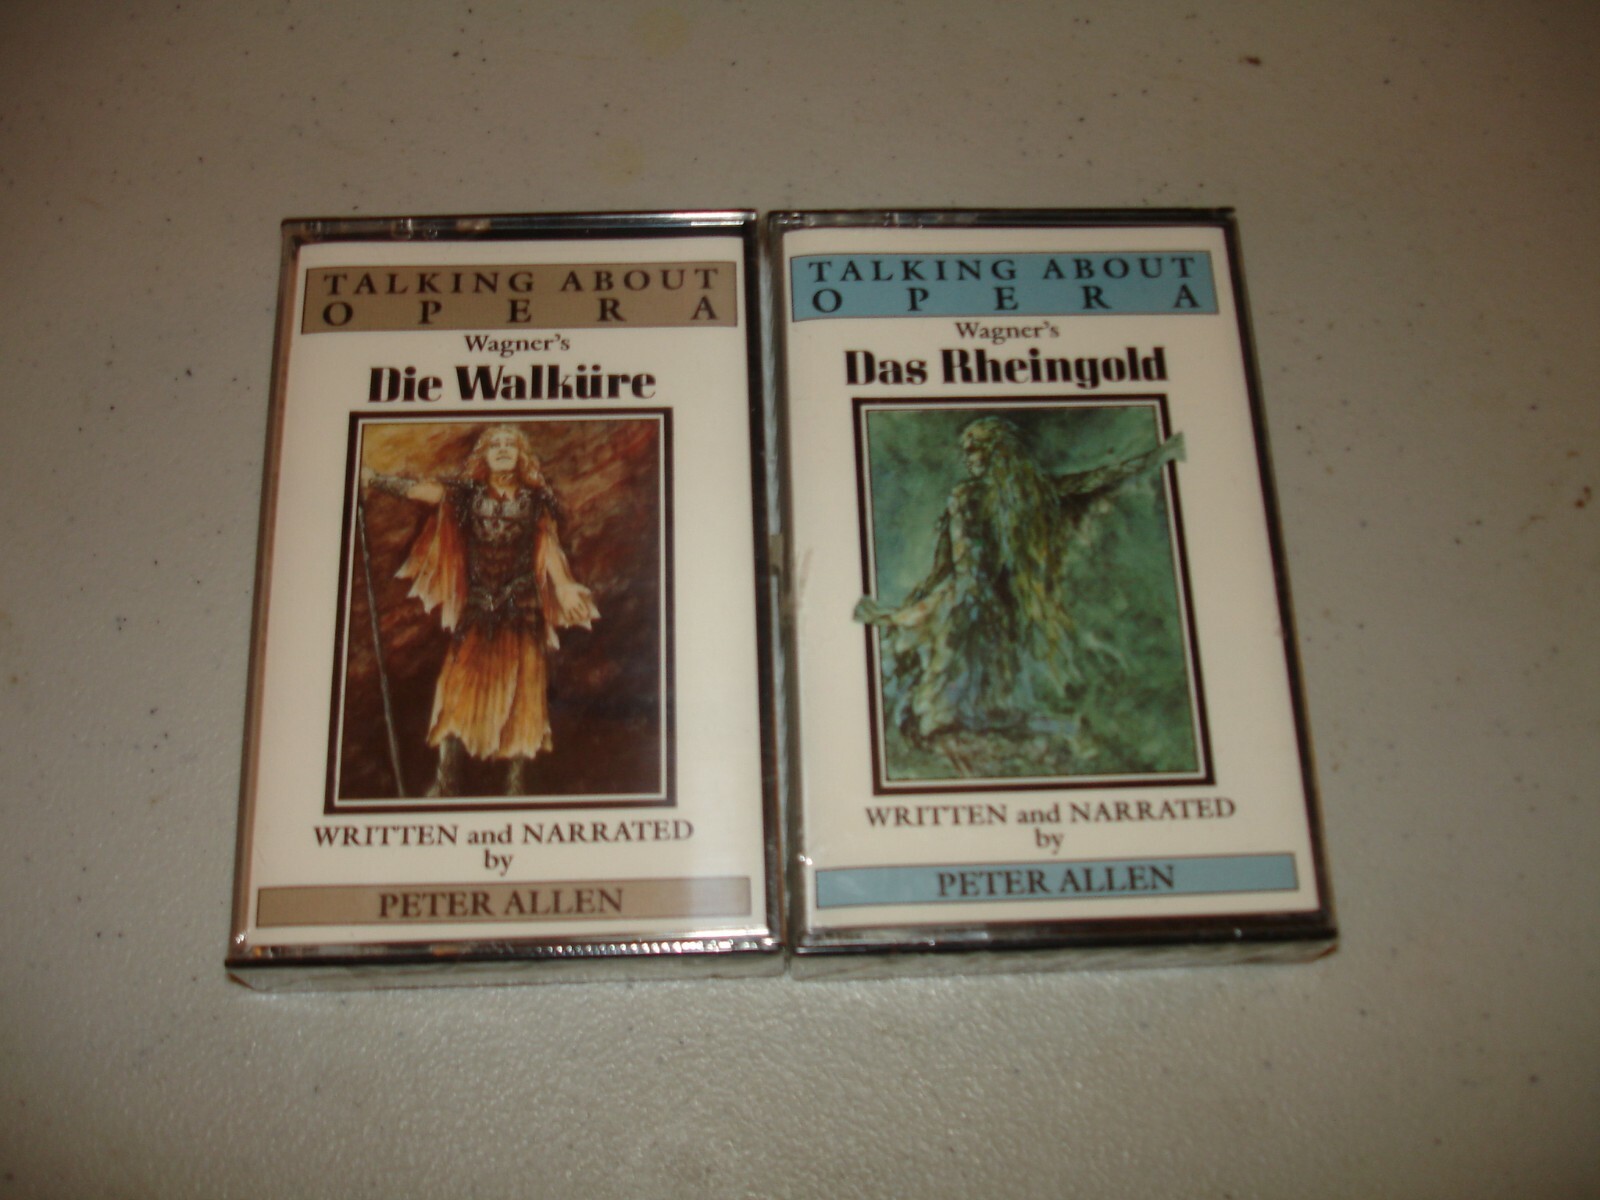 TALKING ABOUT
OPERA
Wagner's
Die Walküre
WRITTEN and NARRATED
by
PETER ALLEN
TALKING ABOUT
OPERA
Wagner's
Das Rheingold
WRITTEN and NARRATED
by
PETER ALLEN